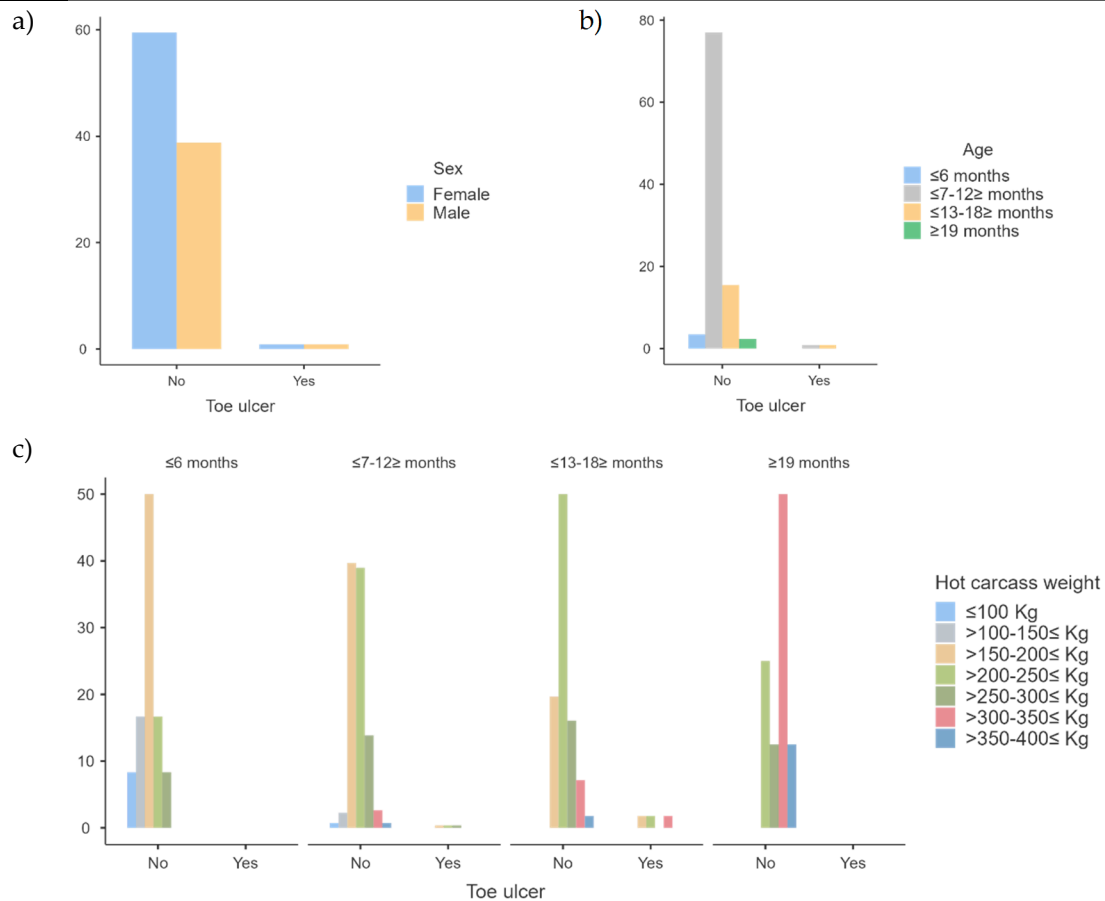 a)
60
40
20
0
No Yes
Toe ulcer
Sex
Female
Male
b)
80
60
40
20
0
No Yes
Toe ulcer
Age
≤6 months
≤7-12≥ months
≤13-18≥ months
≥19 months
c)
≤6 months ≤7-12≥ months ≤13-18≥ months ≥19 months
50
40
30
20
10
0
No Yes No Yes No Yes No Yes
Toe ulcer
Hot carcass weight
≤100 Kg
>100-150≤ Kg
>150-200≤ Kg
>200-250≤ Kg
>250-300≤ Kg
>300-350≤ Kg
>350-400≤ Kg